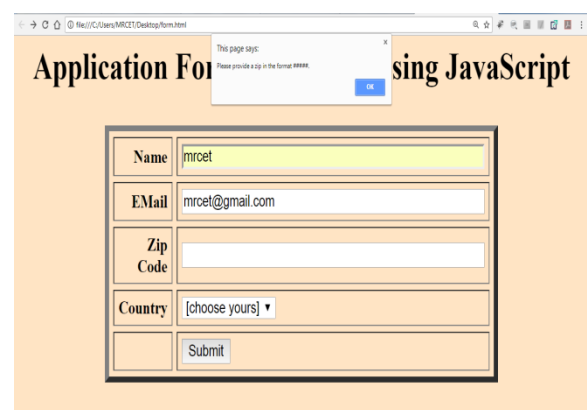 file:///C:/Users/MRCET/Desktop/form.html
This page says:
x
Please provide a zip in the format #####.
OK
Application For sing JavaScript
Name mrcet
EMail mrcet@gmail.com
Zip
Code
Country [choose yours]
Submit